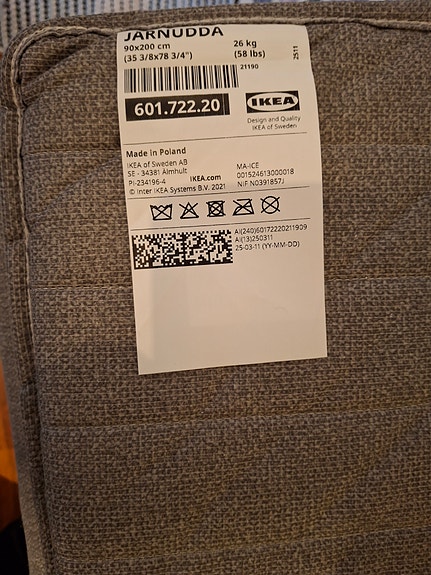 JÄRNUDDA
90x200 cm
(35 3/8x78 3/4")
26 kg
(58 lbs)
2511
21190
601.722.20
IKEA
Design and Quality
IKEA of Sweden
Made in Poland
IKEA of Sweden AB
SE - 34381 Älmhult
PI-234196-4
IKEA.com
© Inter IKEA Systems B.V. 2021
MA-ICE
001524613000018
NIF N0391857J
AI(240)60172220211909
AI(13)250311
25-03-11 (YY-MM-DD)